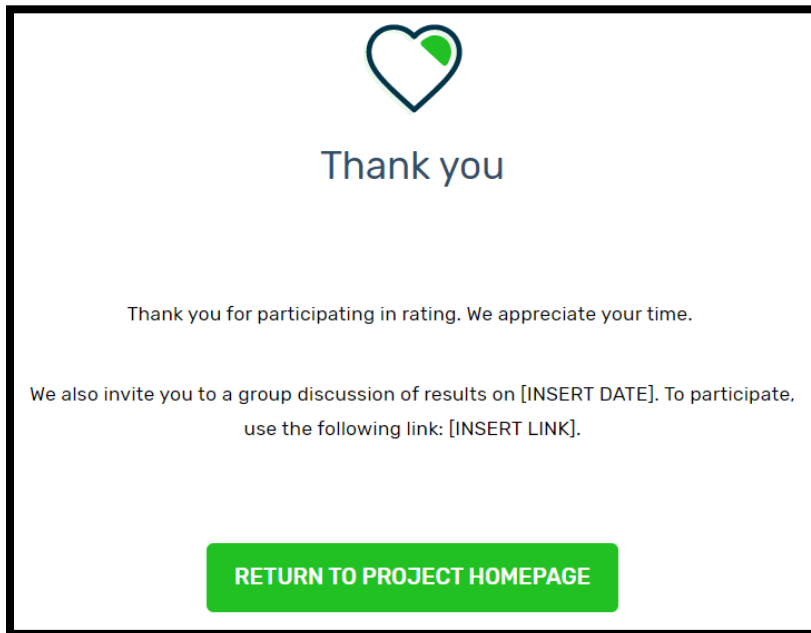 Thank you
Thank you for participating in rating. We appreciate your time.
We also invite you to a group discussion of results on [INSERT DATE]. To participate,
use the following link: [INSERT LINK].
RETURN TO PROJECT HOMEPAGE